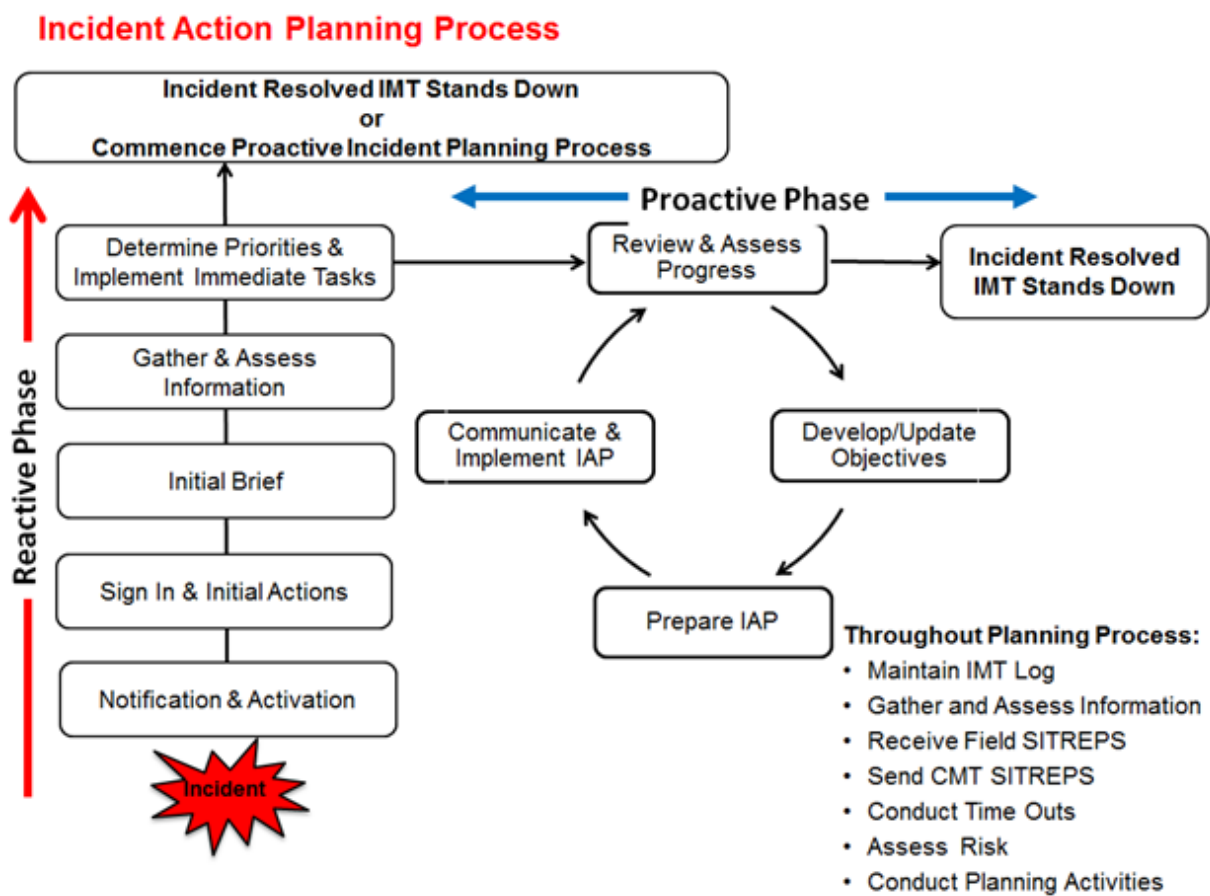 Incident Action Planning Process
Incident Resolved IMT Stands Down
or
Commence Proactive Incident Planning Process
Reactive Phase
Determine Priorities &
Implement Immediate Tasks
Gather & Assess
Information
Initial Brief
Sign In & Initial Actions
Notification & Activation
Incident
Proactive Phase
Review & Assess
Progress
Incident Resolved
IMT Stands Down
Develop/Update
Objectives
Prepare IAP
Communicate &
Implement IAP
Throughout Planning Process:
• Maintain IMT Log
• Gather and Assess Information
• Receive Field SITREPS
• Send CMT SITREPS
• Conduct Time Outs
• Assess Risk
• Conduct Planning Activities